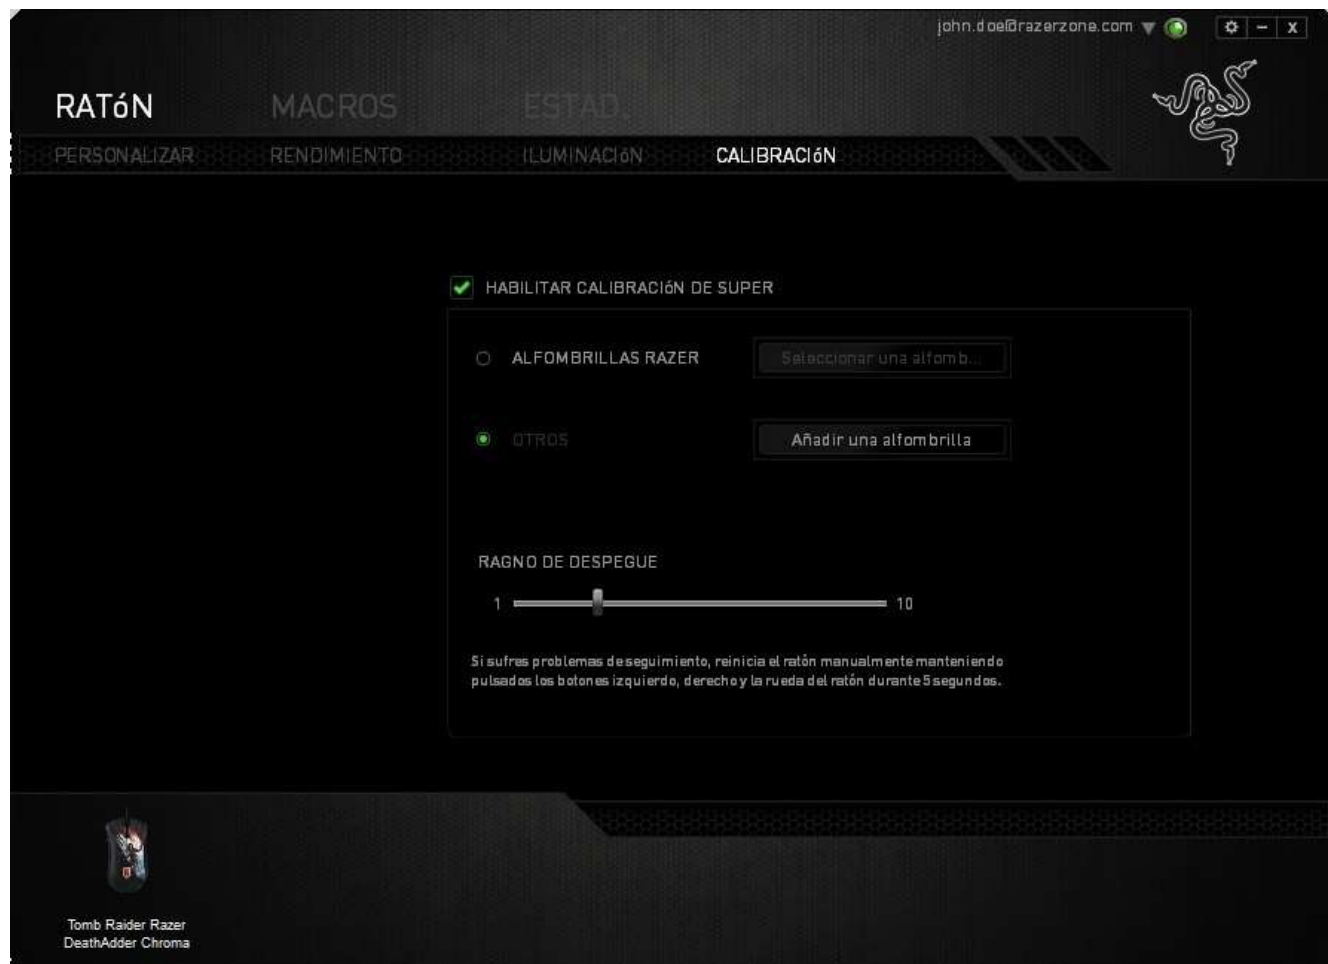 john.doe@razerzone.com
RATóN MACROS ESTAD.
PERSONALIZAR RENDIMIENTO ILUMINACIóN CALIBRACIóN
HABILITAR CALIBRACIóN DE SUPER
ALFOMBRILLAS RAZER Seleccionar una alfomb...
OTROS Añadir una alfombrilla
RAGNO DE DESPEGUE
1 10
Si sufres problemas de seguimiento, reinicia el ratón manualmente manteniendo
pulsados los botones izquierdo, derecho y la rueda del ratón durante 5 segundos.
Tomb Raider Razer
DeathAdder Chroma